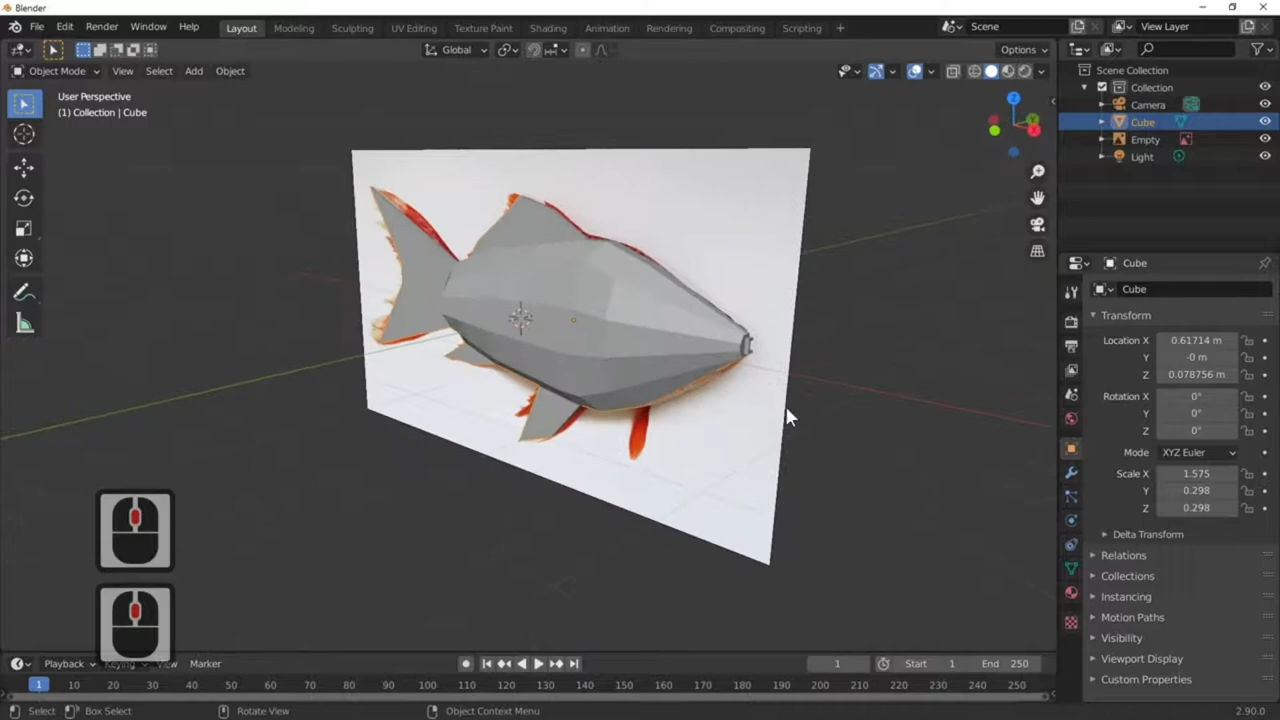 Blender
File Edit Render Window Help Layout Modeling Sculpting UV Editing Texture Paint Shading Animation Rendering Compositing Scripting + Scene View Layer
Global Options
Object Mode View Select Add Object
User Perspective
(1) Collection | Cube
Z
Y
X
Scene Collection
Collection
Camera
Cube
Empty
Light
Cube
Cube
Transform
Location X 0.61714 m
Y -0 m
Z 0.078756 m
Rotation X 0°
Y 0°
Z 0°
Mode XYZ Euler
Scale X 1.575
Y 0.298
Z 0.298
Delta Transform
Relations
Collections
Instancing
Motion Paths
Visibility
Viewport Display
Custom Properties
Playback Keying View Marker 1 Start 1 End 250
1 10 20 30 40 50 60 70 80 90 100 110 120 130 140 150 160 170 180 190 200 210 220 230 240 250
Select Box Select Rotate View Object Context Menu 2.90.0